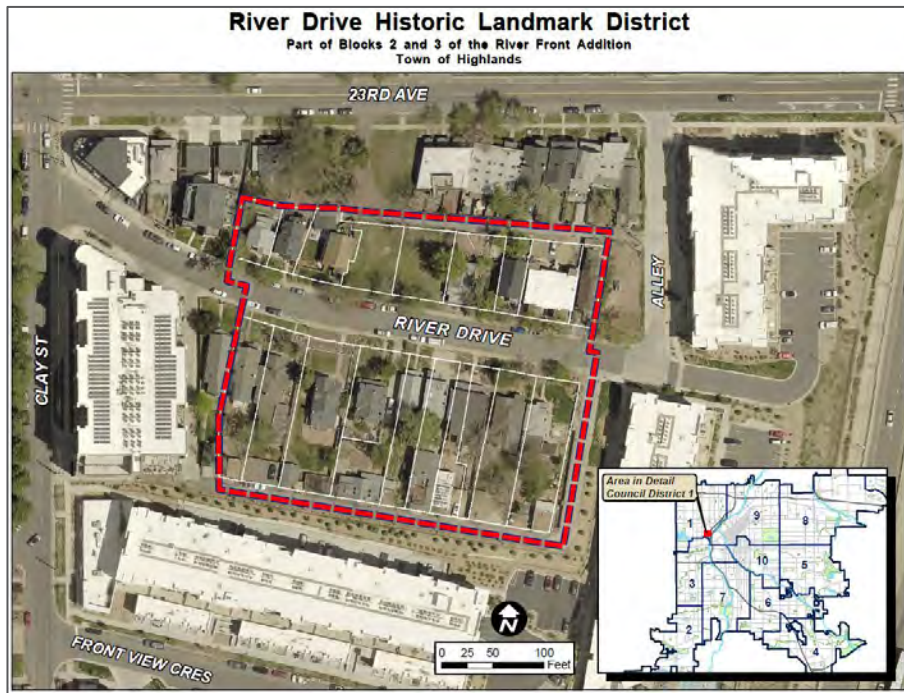 River Drive Historic Landmark District
Part of Blocks 2 and 3 of the River Front Addition
Town of Highlands
23RD AVE
CLAY ST
RIVER DRIVE
ALLEY
FRONT VIEW CRES
N
0 25 50 100
Feet
Area in Detail
Council District 1
1
9
8
10
5
3
7
6
2
4